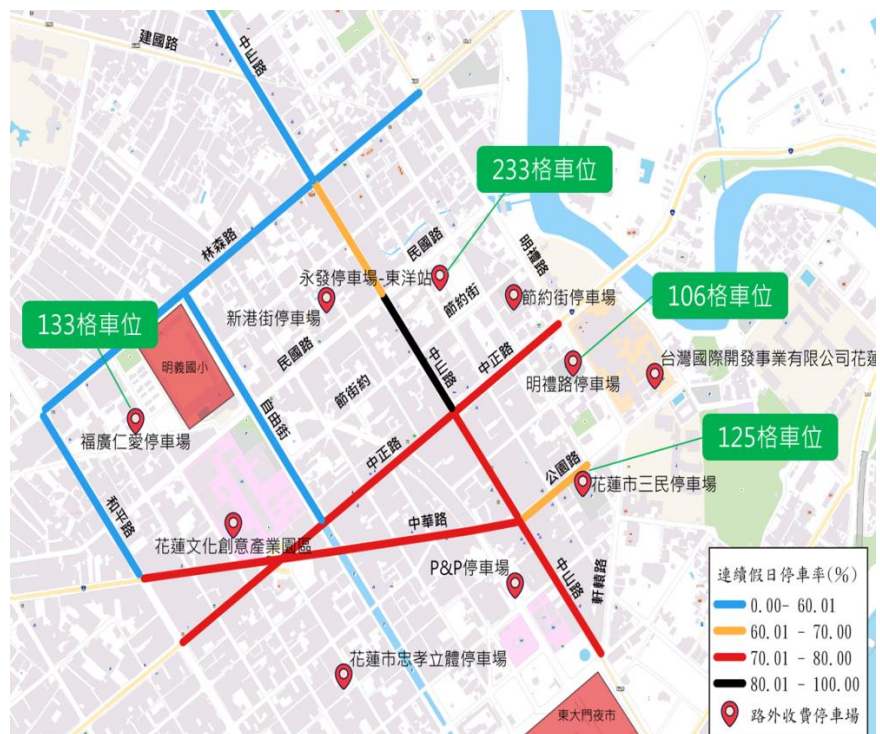 建國路
中山路
233格車位
林森路
民國路
明禮路
永發停車場-東洋站
節約街
節約街停車場
106格車位
新港街停車場
133格車位
明義國小
民國路
中山路
中正路
台灣國際開發事業有限公司花蓮
明禮路停車場
節街約
自由街
福廣仁愛停車場
125格車位
中正路
公園路
花蓮市三民停車場
和平路
中華路
花蓮文化創意產業園區
P&P停車場
中山路
軒轅路
連續假日停車率(%)
0.00- 60.01
60.01 - 70.00
70.01 - 80.00
80.01 - 100.00
路外收費停車場
花蓮市忠孝立體停車場
東大門夜市